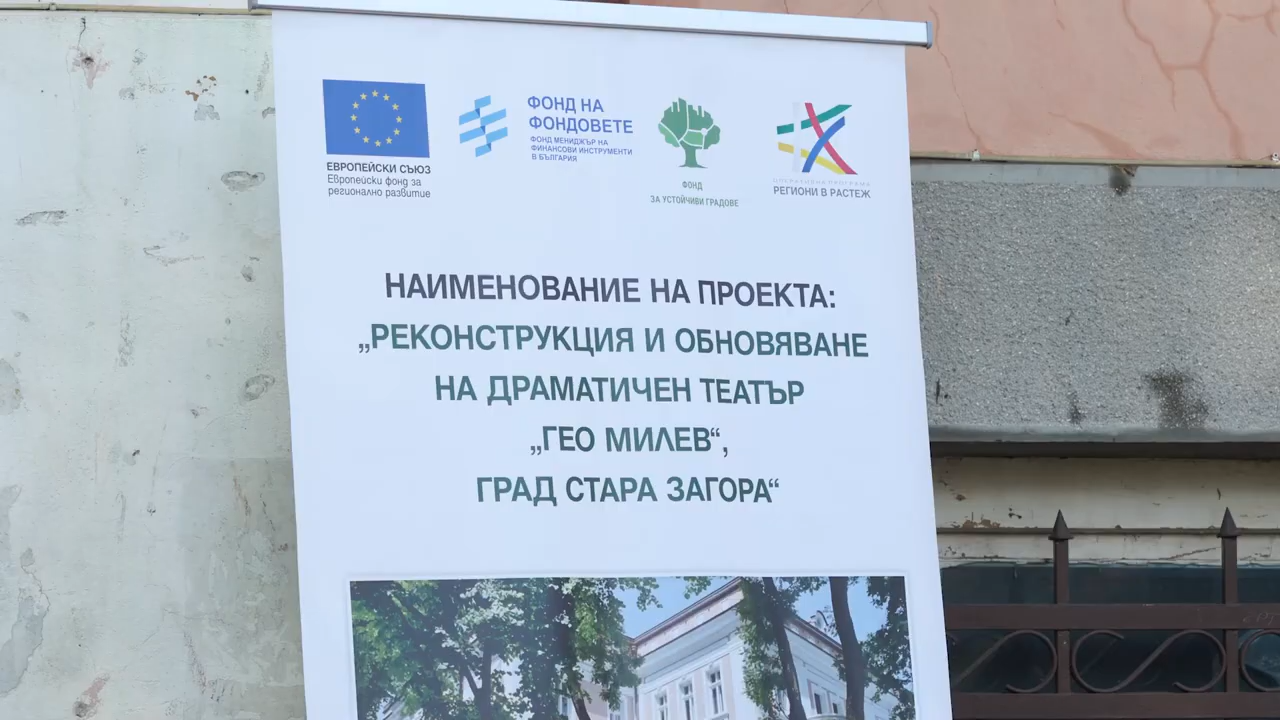 ЕВРОПЕЙСКИ СЪЮЗ
Европейски фонд за
регионално развитие
ФОНД НА
ФОНДОВЕТЕ
ФОНД МЕНИДЖЪР НА
ФИНАНСОВИ ИНСТРУМЕНТИ
В БЪЛГАРИЯ
ФОНД
ЗА УСТОЙЧИВИ ГРАДОВЕ
ОПЕРАТИВНА ПРОГРАМА
РЕГИОНИ В РАСТЕЖ
НАИМЕНОВАНИЕ НА ПРОЕКТА:
„РЕКОНСТРУКЦИЯ И ОБНОВЯВАНЕ
НА ДРАМАТИЧЕН ТЕАТЪР
„ГЕО МИЛЕВ“,
ГРАД СТАРА ЗАГОРА“